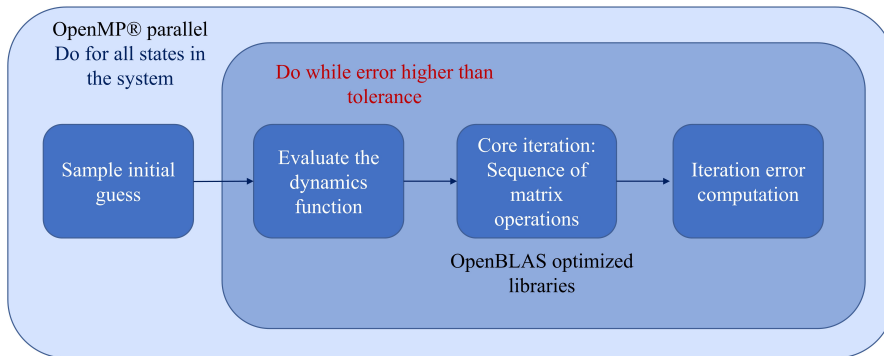 OpenMP® parallel
Do for all states in
the system
Do while error higher than
tolerance
Sample initial
guess
Evaluate the
dynamics
function
Core iteration:
Sequence of
matrix
operations
Iteration error
computation
OpenBLAS optimized
libraries